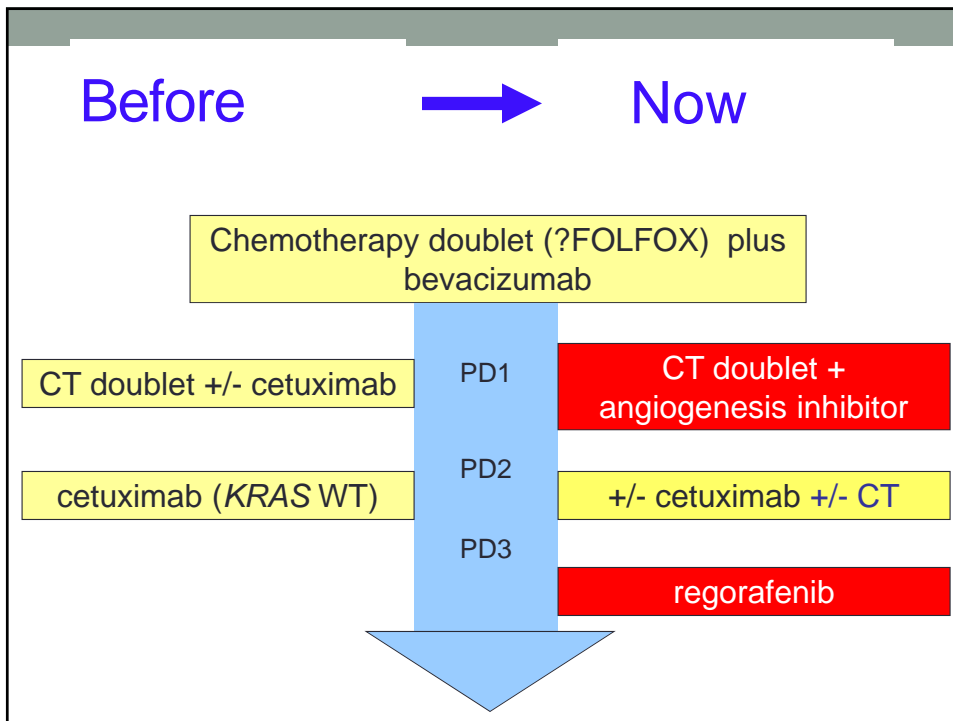 Before
Now
Chemotherapy doublet (?FOLFOX) plus
bevacizumab
CT doublet +/- cetuximab
PD1
CT doublet +
angiogenesis inhibitor
cetuximab (KRAS WT)
PD2
+/- cetuximab +/- CT
PD3
regorafenib